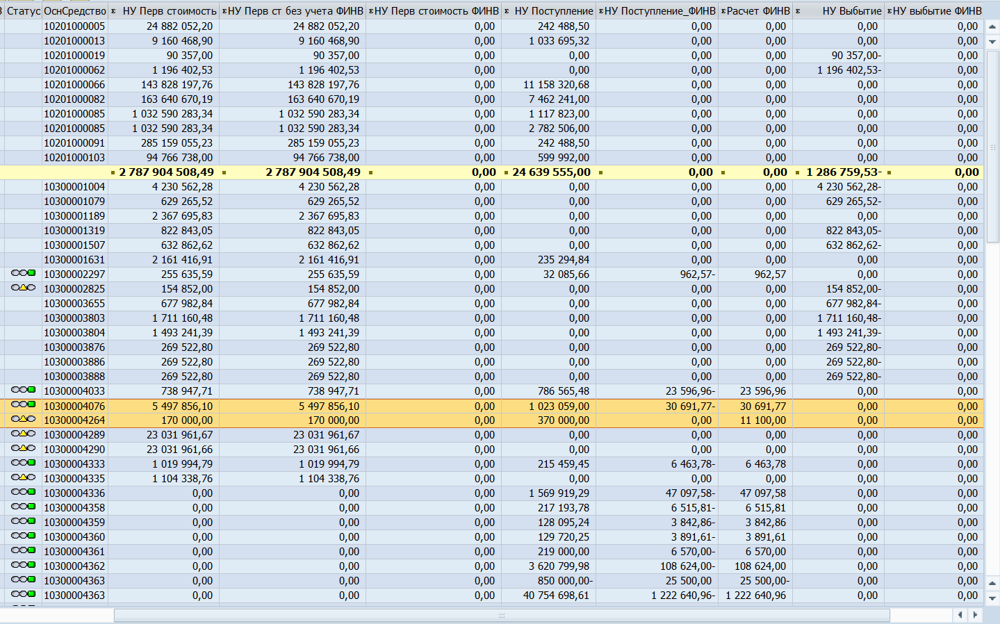 Статус ОснСредство Σ НУ Перв стоимость ΣНУ Перв ст без учета ФИНВ ΣНУ Перв стоимость ФИНВ Σ НУ Поступление ΣНУ Поступление_ФИНВ ΣРасчет ФИНВ Σ НУ Выбытие ΣНУ выбытие ФИНВ
10201000005 24 882 052,20 24 882 052,20 0,00 242 488,50 0,00 0,00 0,00 0,00
10201000013 9 160 468,90 9 160 468,90 0,00 1 033 695,32 0,00 0,00 0,00 0,00
10201000019 90 357,00 90 357,00 0,00 0,00 0,00 0,00 90 357,00- 0,00
10201000062 1 196 402,53 1 196 402,53 0,00 0,00 0,00 0,00 1 196 402,53- 0,00
10201000066 143 828 197,76 143 828 197,76 0,00 11 158 320,68 0,00 0,00 0,00 0,00
10201000082 163 640 670,19 163 640 670,19 0,00 7 462 241,00 0,00 0,00 0,00 0,00
10201000085 1 032 590 283,34 1 032 590 283,34 0,00 1 117 823,00 0,00 0,00 0,00 0,00
10201000085 1 032 590 283,34 1 032 590 283,34 0,00 2 782 506,00 0,00 0,00 0,00 0,00
10201000091 285 159 055,23 285 159 055,23 0,00 242 488,50 0,00 0,00 0,00 0,00
10201000103 94 766 738,00 94 766 738,00 0,00 599 992,00 0,00 0,00 0,00 0,00
2 787 904 508,49 2 787 904 508,49 0,00 24 639 555,00 0,00 0,00 1 286 759,53- 0,00
10300001004 4 230 562,28 4 230 562,28 0,00 0,00 0,00 0,00 4 230 562,28- 0,00
10300001079 629 265,52 629 265,52 0,00 0,00 0,00 0,00 629 265,52- 0,00
10300001189 2 367 695,83 2 367 695,83 0,00 0,00 0,00 0,00 0,00 0,00
10300001319 822 843,05 822 843,05 0,00 0,00 0,00 0,00 822 843,05- 0,00
10300001507 632 862,62 632 862,62 0,00 0,00 0,00 0,00 632 862,62- 0,00
10300001631 2 161 416,91 2 161 416,91 0,00 235 294,84 0,00 0,00 0,00 0,00
10300002297 255 635,59 255 635,59 0,00 32 085,66 962,57- 962,57 0,00 0,00
10300002825 154 852,00 154 852,00 0,00 0,00 0,00 0,00 154 852,00- 0,00
10300003655 677 982,84 677 982,84 0,00 0,00 0,00 0,00 677 982,84- 0,00
10300003803 1 711 160,48 1 711 160,48 0,00 0,00 0,00 0,00 1 711 160,48- 0,00
10300003804 1 493 241,39 1 493 241,39 0,00 0,00 0,00 0,00 1 493 241,39- 0,00
10300003876 269 522,80 269 522,80 0,00 0,00 0,00 0,00 269 522,80- 0,00
10300003886 269 522,80 269 522,80 0,00 0,00 0,00 0,00 269 522,80- 0,00
10300003888 269 522,80 269 522,80 0,00 0,00 0,00 0,00 269 522,80- 0,00
10300004033 738 947,71 738 947,71 0,00 786 565,48 23 596,96- 23 596,96 0,00 0,00
10300004076 5 497 856,10 5 497 856,10 0,00 1 023 059,00 30 691,77- 30 691,77 0,00 0,00
10300004264 170 000,00 170 000,00 0,00 370 000,00 0,00 11 100,00 0,00 0,00
10300004289 23 031 961,67 23 031 961,67 0,00 0,00 0,00 0,00 0,00 0,00
10300004290 23 031 961,66 23 031 961,66 0,00 0,00 0,00 0,00 0,00 0,00
10300004333 1 019 994,79 1 019 994,79 0,00 215 459,45 6 463,78- 6 463,78 0,00 0,00
10300004335 1 104 338,76 1 104 338,76 0,00 0,00 0,00 0,00 0,00 0,00
10300004336 0,00 0,00 0,00 1 569 919,29 47 097,58- 47 097,58 0,00 0,00
10300004358 0,00 0,00 0,00 217 193,78 6 515,81- 6 515,81 0,00 0,00
10300004359 0,00 0,00 0,00 128 095,24 3 842,86- 3 842,86 0,00 0,00
10300004360 0,00 0,00 0,00 129 720,25 3 891,61- 3 891,61 0,00 0,00
10300004361 0,00 0,00 0,00 219 000,00 6 570,00- 6 570,00 0,00 0,00
10300004362 0,00 0,00 0,00 3 620 799,98 108 624,00- 108 624,00 0,00 0,00
10300004363 0,00 0,00 0,00 850 000,00- 25 500,00 25 500,00- 0,00 0,00
10300004363 0,00 0,00 0,00 40 754 698,61 1 222 640,96- 1 222 640,96 0,00 0,00